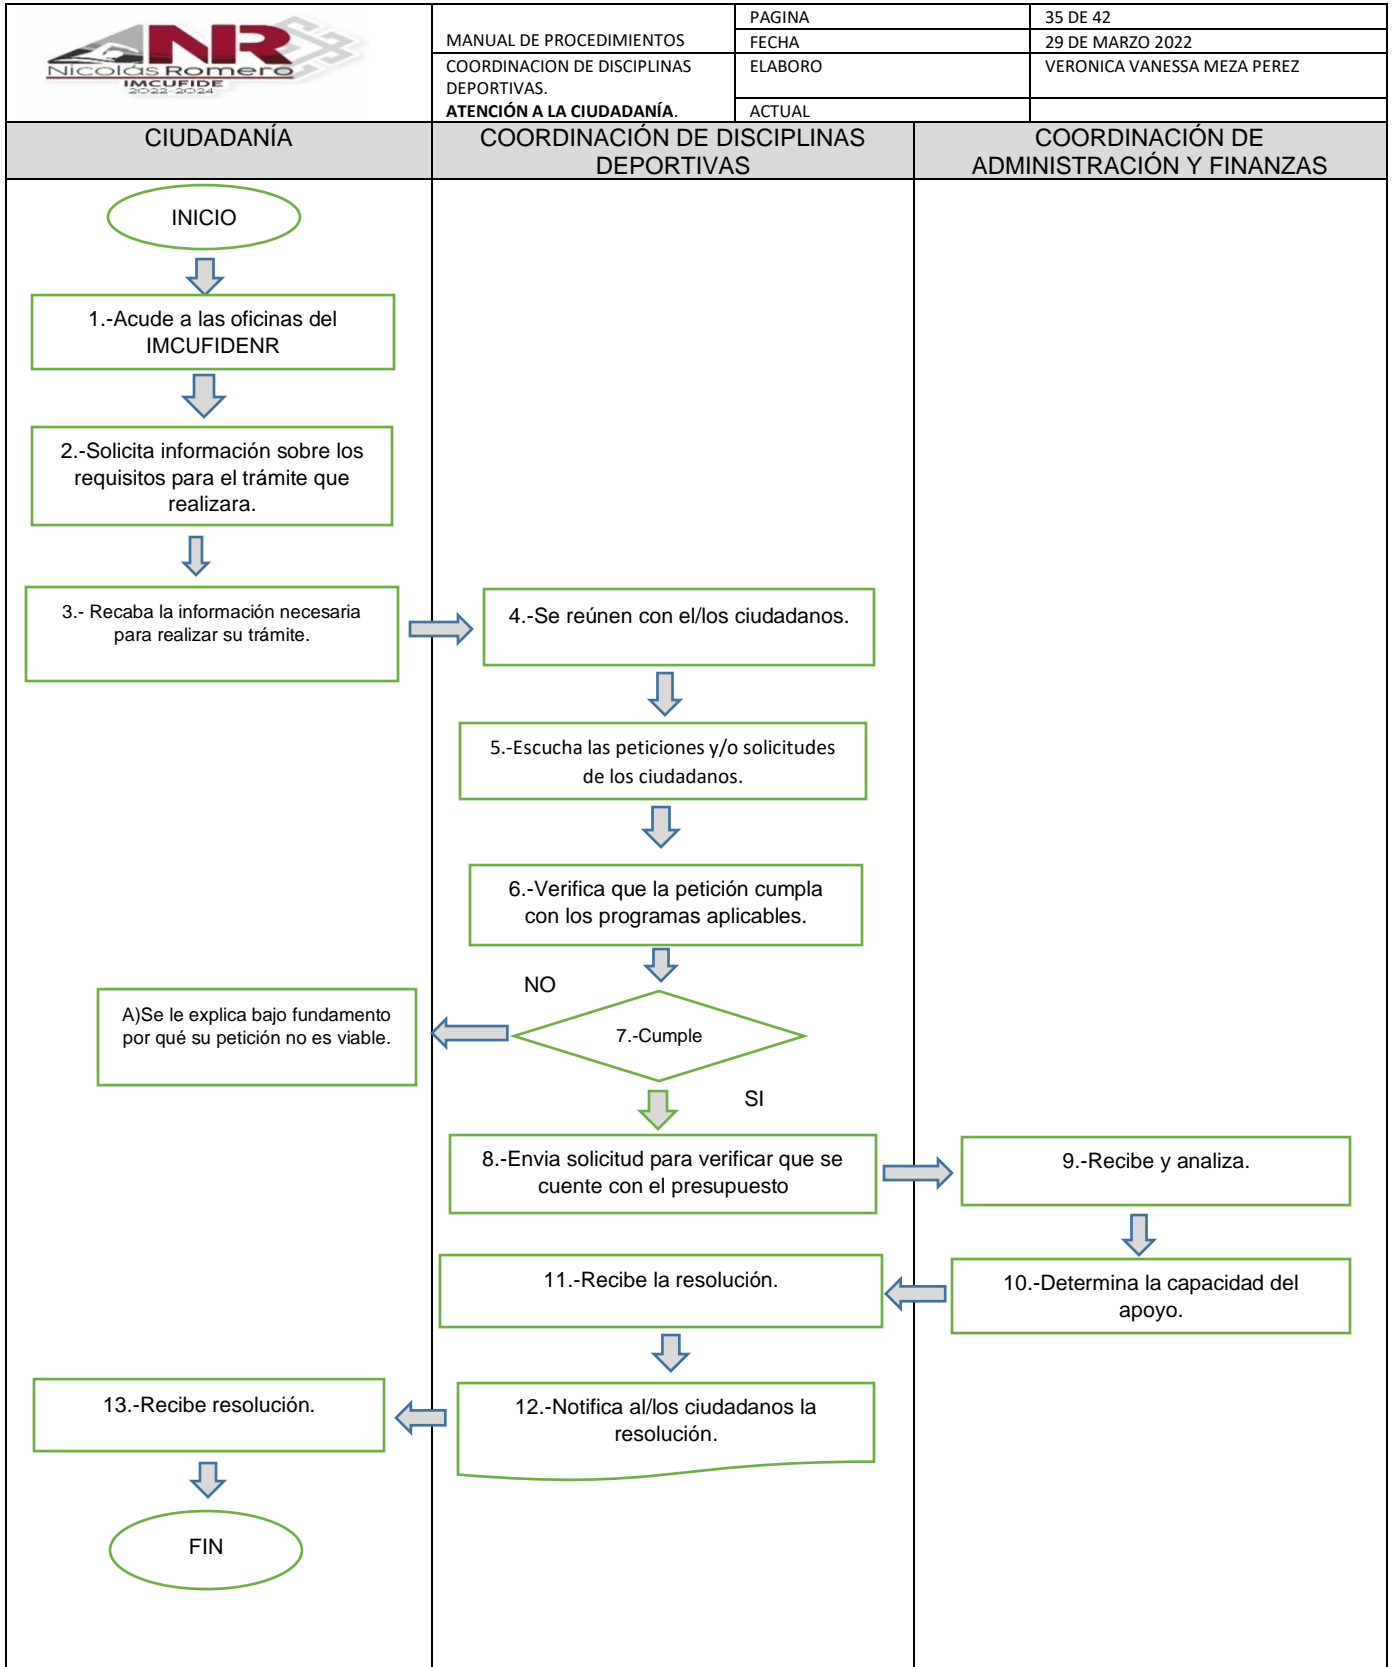 NR
Nicolás Romero
IMCUFIDE
2022-2024
MANUAL DE PROCEDIMIENTOS
COORDINACION DE DISCIPLINAS
DEPORTIVAS.
ATENCIÓN A LA CIUDADANÍA.
PAGINA
35 DE 42
FECHA
29 DE MARZO 2022
ELABORO
VERONICA VANESSA MEZA PEREZ
ACTUAL
CIUDADANÍA
COORDINACIÓN DE DISCIPLINAS
DEPORTIVAS
COORDINACIÓN DE
ADMINISTRACIÓN Y FINANZAS
INICIO
1.-Acude a las oficinas del
IMCUFIDENR
2.-Solicita información sobre los
requisitos para el trámite que
realizara.
3.- Recaba la información necesaria
para realizar su trámite.
4.-Se reúnen con el/los ciudadanos.
5.-Escucha las peticiones y/o solicitudes
de los ciudadanos.
6.-Verifica que la petición cumpla
con los programas aplicables.
NO
A)Se le explica bajo fundamento
por qué su petición no es viable.
7.-Cumple
SI
8.-Envia solicitud para verificar que se
cuente con el presupuesto
9.-Recibe y analiza.
10.-Determina la capacidad del
apoyo.
11.-Recibe la resolución.
12.-Notifica al/los ciudadanos la
resolución.
13.-Recibe resolución.
FIN